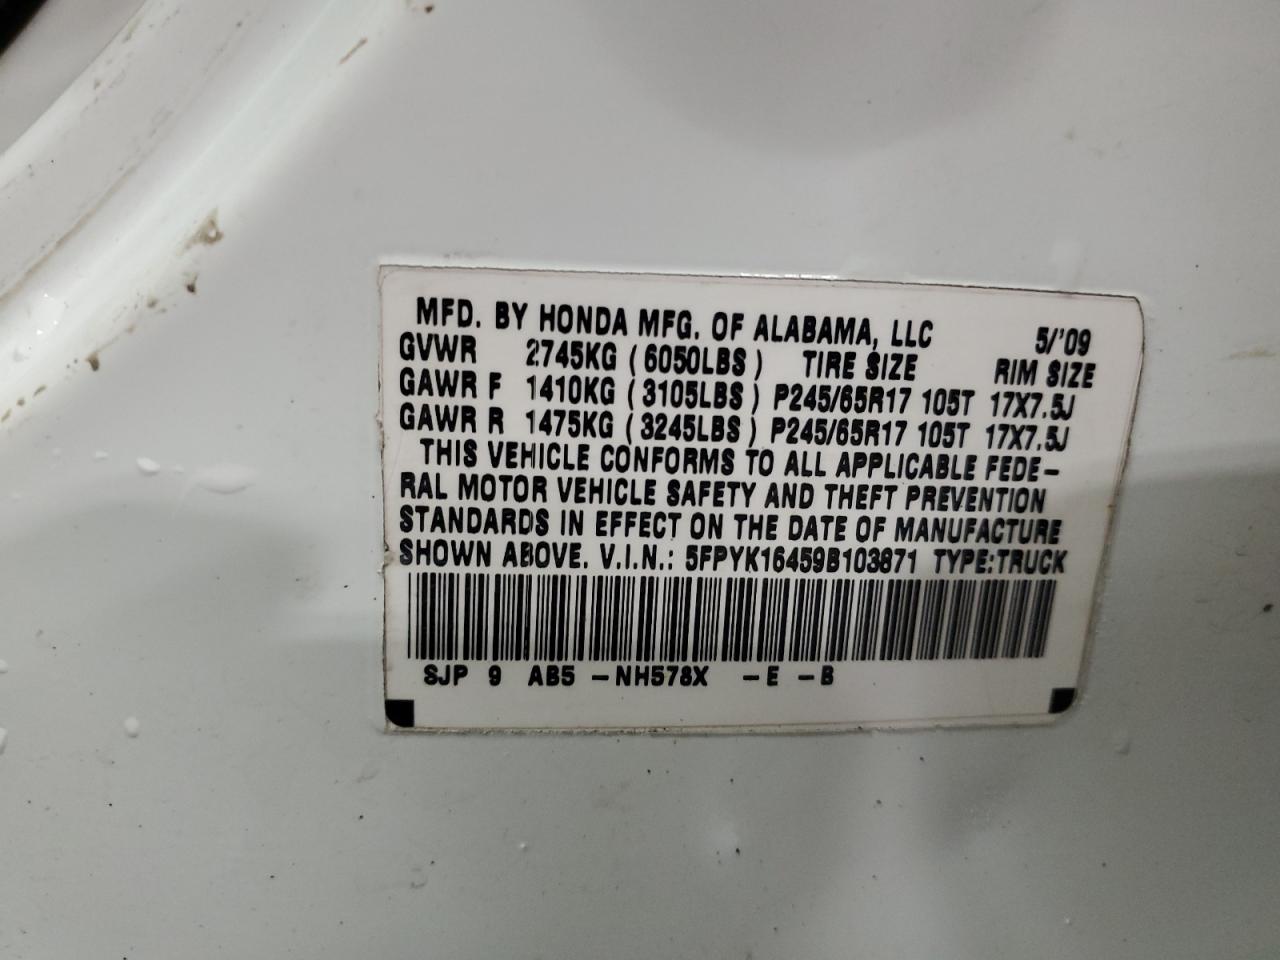 MFD. BY HONDA MFG. OF ALABAMA, LLC 5/'09
GVWR 2745KG (6050LBS) TIRE SIZE RIM SIZE
GAWR F 1410KG (3105LBS) P245/65R17 105T 17X7.5J
GAWR R 1475KG (3245LBS) P245/65R17 105T 17X7.5J
THIS VEHICLE CONFORMS TO ALL APPLICABLE FEDE-
RAL MOTOR VEHICLE SAFETY AND THEFT PREVENTION
STANDARDS IN EFFECT ON THE DATE OF MANUFACTURE
SHOWN ABOVE. V.I.N.: 5FPYK16459B103871 TYPE:TRUCK
SJP 9 AB5 -NH578X -E -B